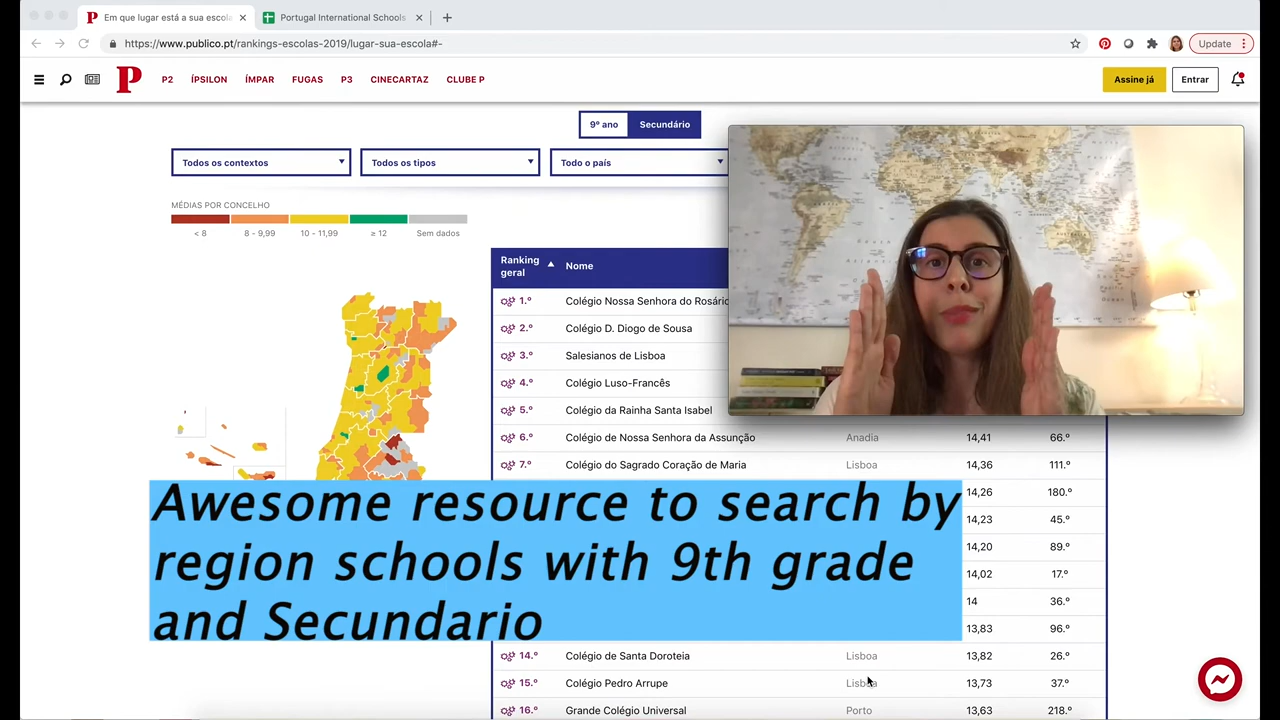 Em que lugar está a sua escola
Portugal International Schools
https://www.publico.pt/rankings-escolas-2019/lugar-sua-escola#-
Update
P
P2
ÍPSILON
ÍMPAR
FUGAS
P3
CINECARTAZ
CLUBE P
Assine já
Entrar
9º ano
Secundário
Todos os contextos
Todos os tipos
Todo o país
MÉDIAS POR CONCELHO
< 8
8 - 9,99
10 - 11,99
≥ 12
Sem dados
Ranking geral Nome
1.º Colégio Nossa Senhora do Rosário
2.º Colégio D. Diogo de Sousa
3.º Salesianos de Lisboa
4.º Colégio Luso-Francês
5.º Colégio da Rainha Santa Isabel
6.º Colégio de Nossa Senhora da Assunção Anadia 14,41 66.º
7.º Colégio do Sagrado Coração de Maria Lisboa 14,36 111.º
14,26 180.º
14,23 45.º
14,20 89.º
14,02 17.º
14 36.º
13,83 96.º
Awesome resource to search by
region schools with 9th grade
and Secundario
14.º Colégio de Santa Doroteia Lisboa 13,82 26.º
15.º Colégio Pedro Arrupe Lisboa 13,73 37.º
16.º Grande Colégio Universal Porto 13,63 218.º